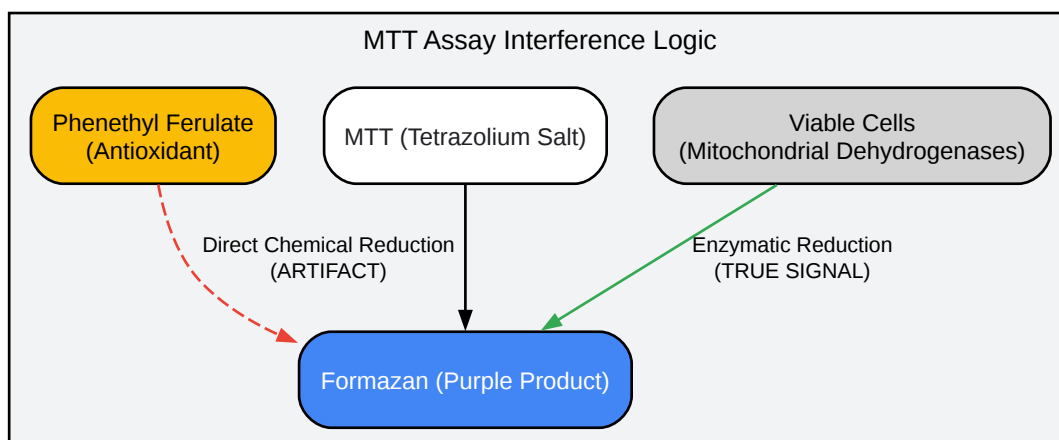 MTT Assay Interference Logic
Phenethyl Ferulate
(Antioxidant)
MTT (Tetrazolium Salt)
Viable Cells
(Mitochondrial Dehydrogenases)
Direct Chemical Reduction
(ARTIFACT)
Enzymatic Reduction
(TRUE SIGNAL)
Formazan (Purple Product)